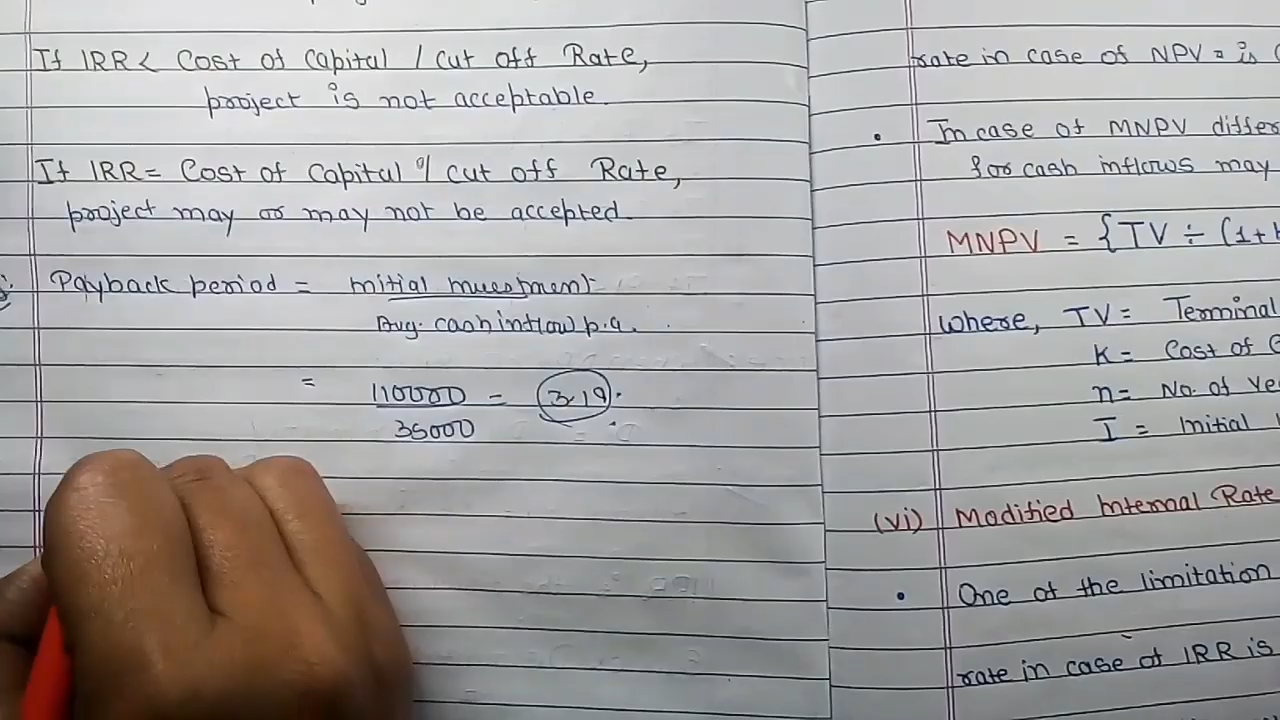 If IRR < Cost of Capital / cut off Rate,
project is not acceptable.
If IRR = Cost of Capital / cut off Rate,
project may or may not be accepted
Payback period = Initial Investment
Avg. cash inflow p.a.
= 110000 = 3.19
35000
rate in case of NPV = is
• In case of MNPV differ
for cash inflows may
MNPV = {TV ÷ (1+k
where, TV = Terminal
K = Cost of C
n = No. of Yea
I = Initial
(vi) Modified Internal Rate
• One of the limitation
rate in case of IRR is